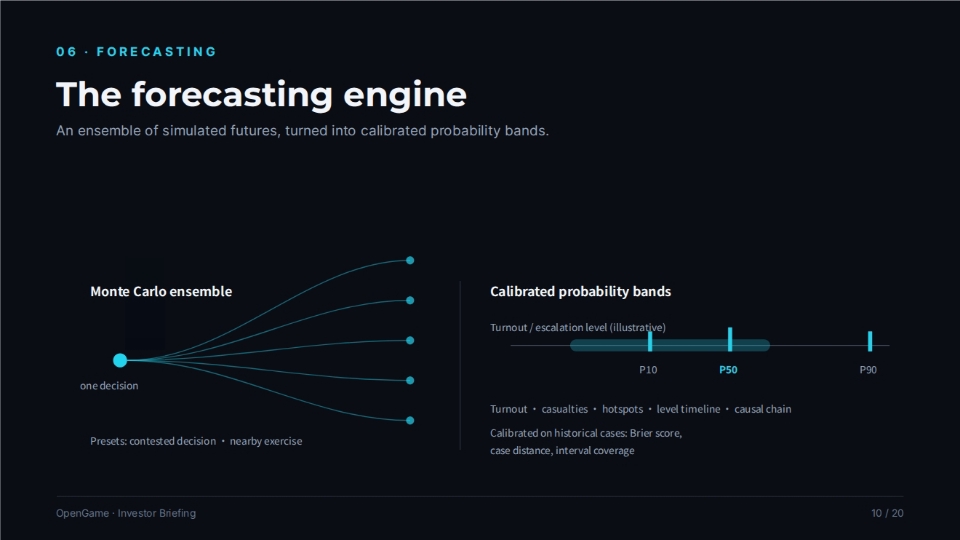 06 · FORECASTING
The forecasting engine
An ensemble of simulated futures, turned into calibrated probability bands.
Monte Carlo ensemble
one decision
Presets: contested decision • nearby exercise
Calibrated probability bands
Turnout / escalation level (illustrative)
P10
P50
P90
Turnout • casualties • hotspots • level timeline • causal chain
Calibrated on historical cases: Brier score,
case distance, interval coverage
OpenGame · Investor Briefing
10 / 20